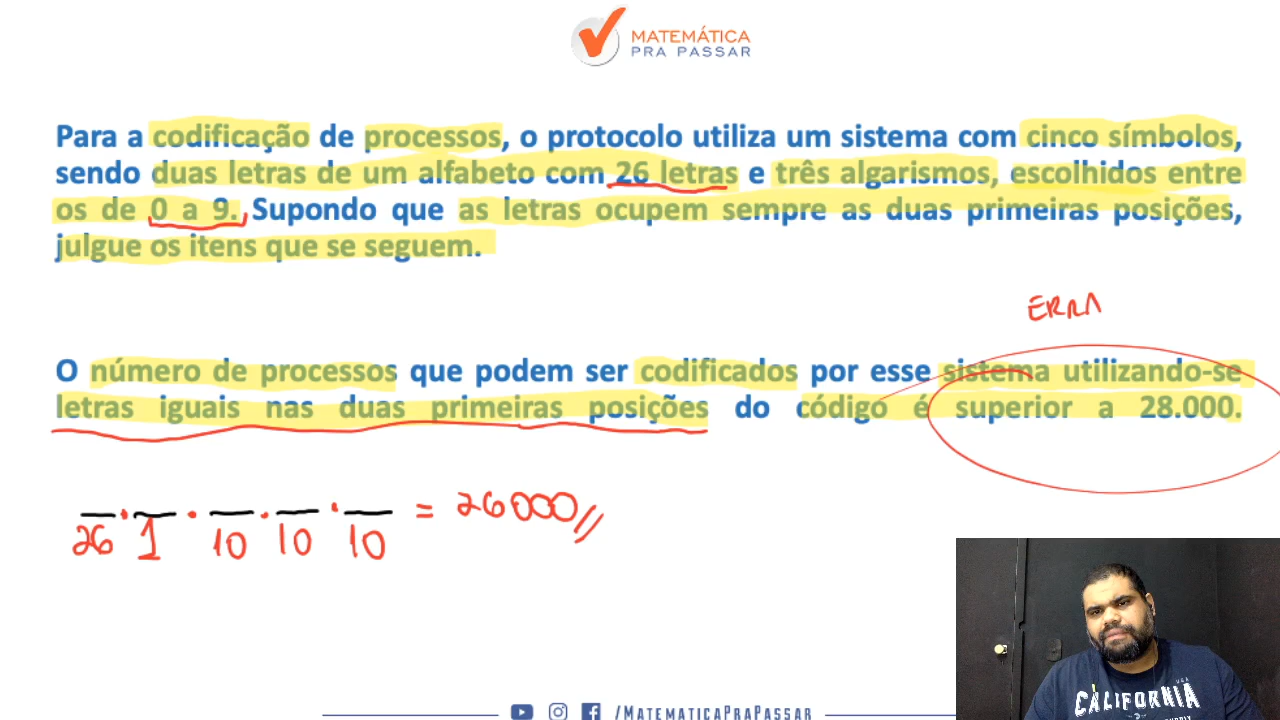 MATEMÁTICA
PRA PASSAR
Para a codificação de processos, o protocolo utiliza um sistema com cinco símbolos,
sendo duas letras de um alfabeto com 26 letras e três algarismos, escolhidos entre
os de 0 a 9. Supondo que as letras ocupem sempre as duas primeiras posições,
julgue os itens que se seguem.
ERRA
O número de processos que podem ser codificados por esse sistema utilizando-se
letras iguais nas duas primeiras posições do código é superior a 28.000.
26 · 1 · 10 · 10 · 10 = 26000//
CALIFORNIA
/MATEMATICAPRAPASSAR